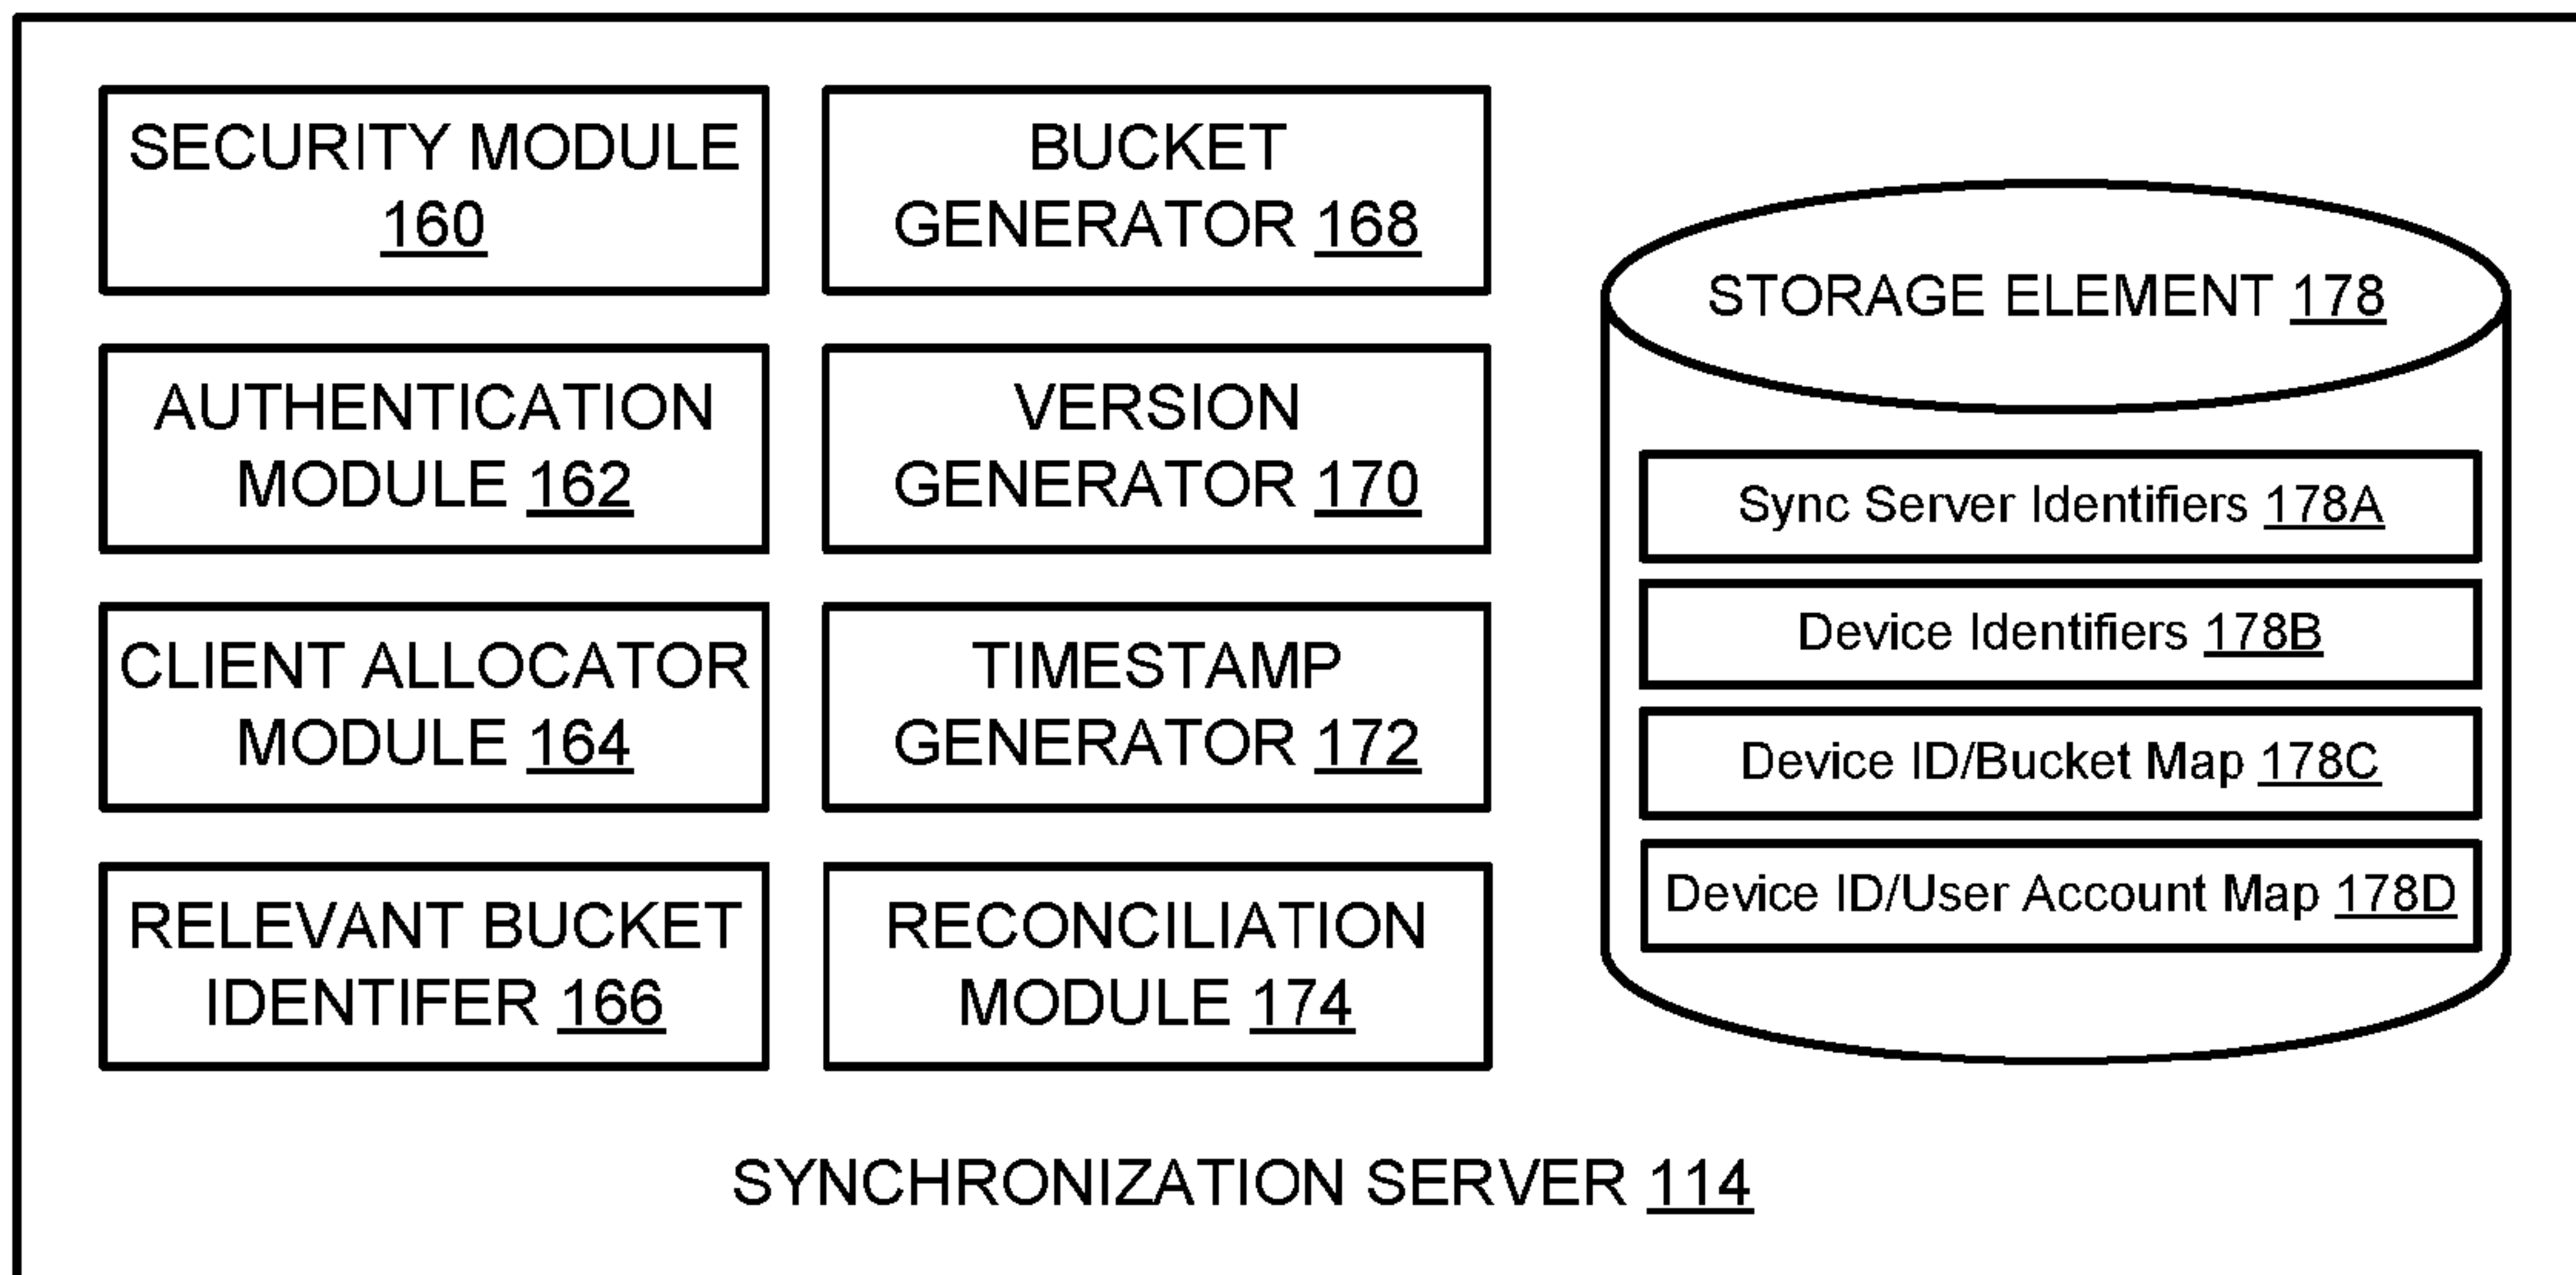 SECURITY MODULE
160
BUCKET
GENERATOR 168
AUTHENTICATION
MODULE 162
VERSION
GENERATOR 170
CLIENT ALLOCATOR
MODULE 164
TIMESTAMP
GENERATOR 172
RELEVANT BUCKET
IDENTIFER 166
RECONCILIATION
MODULE 174
STORAGE ELEMENT 178
Sync Server Identifiers 178A
Device Identifiers 178B
Device ID/Bucket Map 178C
Device ID/User Account Map 178D
SYNCHRONIZATION SERVER 114